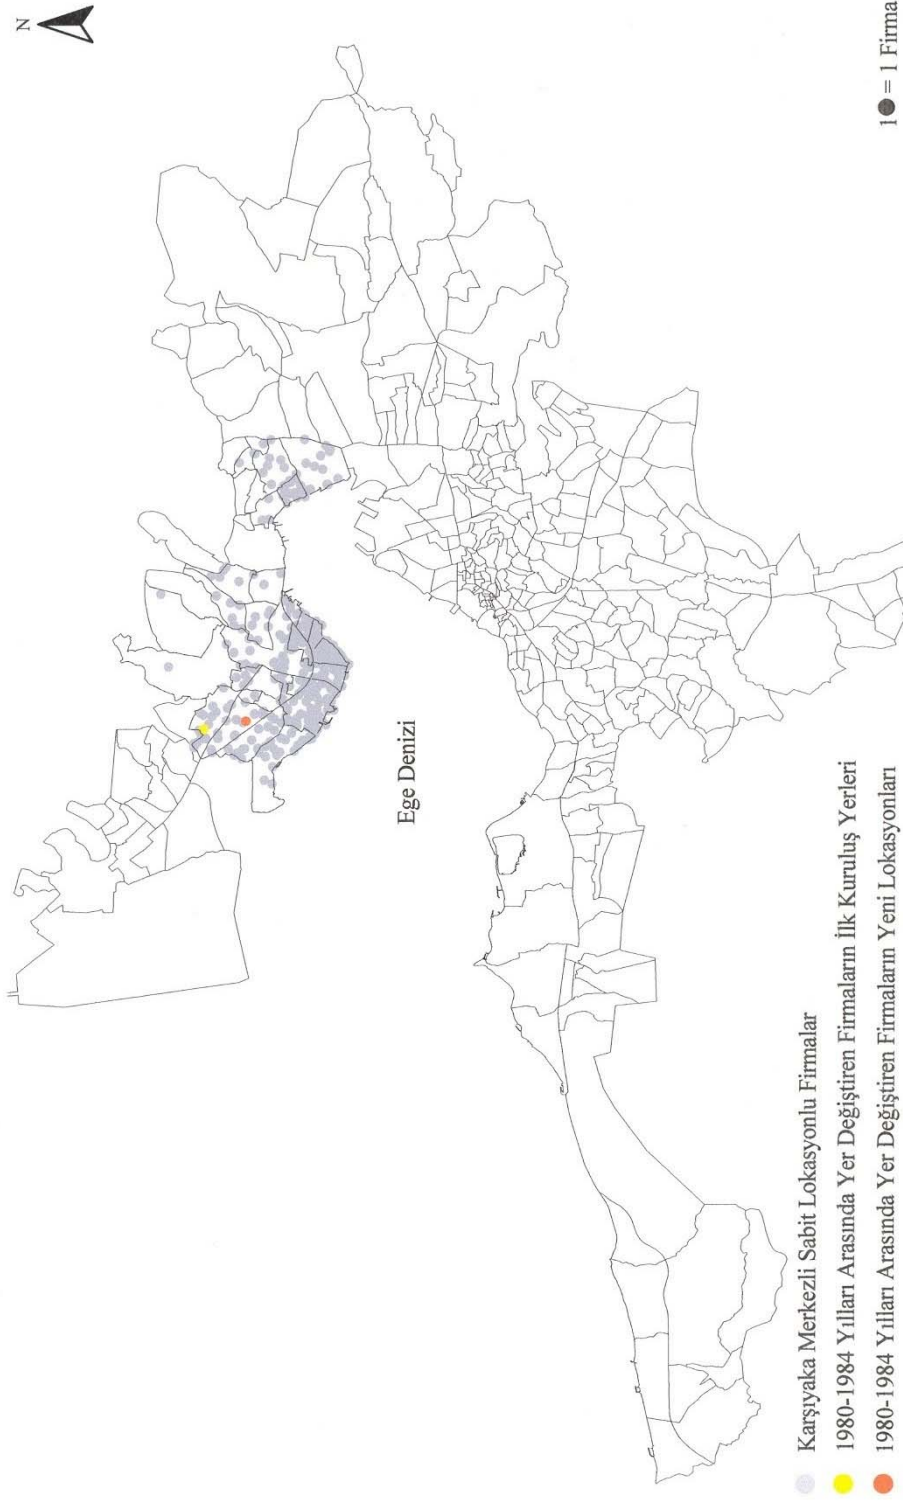 N
Ege Denizi
Karşıyaka Merkezli Sabit Lokasyonlu Firmalar
1980-1984 Yılları Arasında Yer Değiştiren Firmaların İlk Kuruluş Yerleri
1980-1984 Yılları Arasında Yer Değiştiren Firmaların Yeni Lokasyonları
1 = 1 Firma